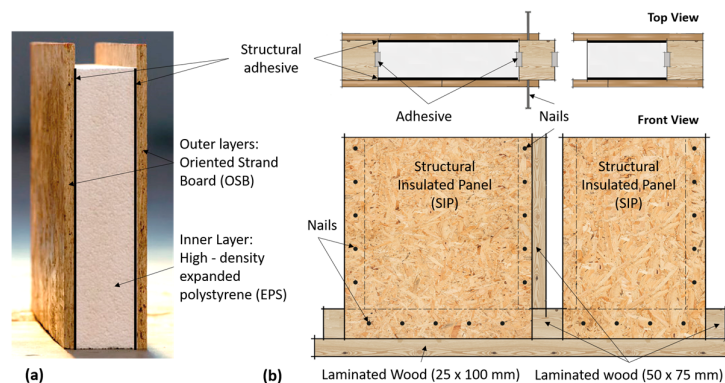 Structural
adhesive
Outer layers:
Oriented Strand
Board (OSB)
Inner Layer:
High - density
expanded
polystyrene (EPS)
(a)
Top View
Adhesive
Nails
Front View
Structural
Insulated Panel
(SIP)
Structural
Insulated Panel
(SIP)
Nails
(b)
Laminated Wood (25 x 100 mm)
Laminated wood (50 x 75 mm)